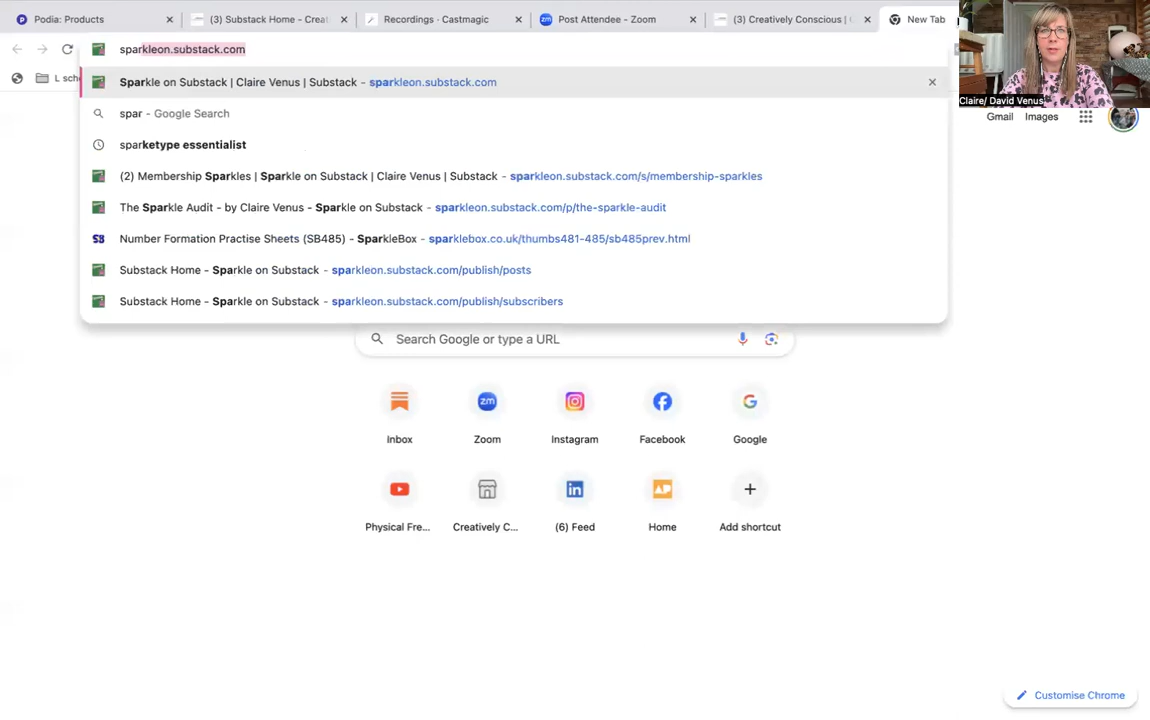 Podia: Products
(3) Substack Home - Creat
Recordings · Castmagic
Post Attendee - Zoom
(3) Creatively Conscious |
New Tab
sparkleon.substack.com
L sche
Sparkle on Substack | Claire Venus | Substack - sparkleon.substack.com
spar - Google Search
sparketype essentialist
(2) Membership Sparkles | Sparkle on Substack | Claire Venus | Substack - sparkleon.substack.com/s/membership-sparkles
The Sparkle Audit - by Claire Venus - Sparkle on Substack - sparkleon.substack.com/p/the-sparkle-audit
Number Formation Practise Sheets (SB485) - SparkleBox - sparklebox.co.uk/thumbs481-485/sb485prev.html
Substack Home - Sparkle on Substack - sparkleon.substack.com/publish/posts
Substack Home - Sparkle on Substack - sparkleon.substack.com/publish/subscribers
Claire/ David Venus
Gmail Images
Search Google or type a URL
Inbox Zoom Instagram Facebook Google
Physical Fre... Creatively C... (6) Feed Home Add shortcut
Customise Chrome